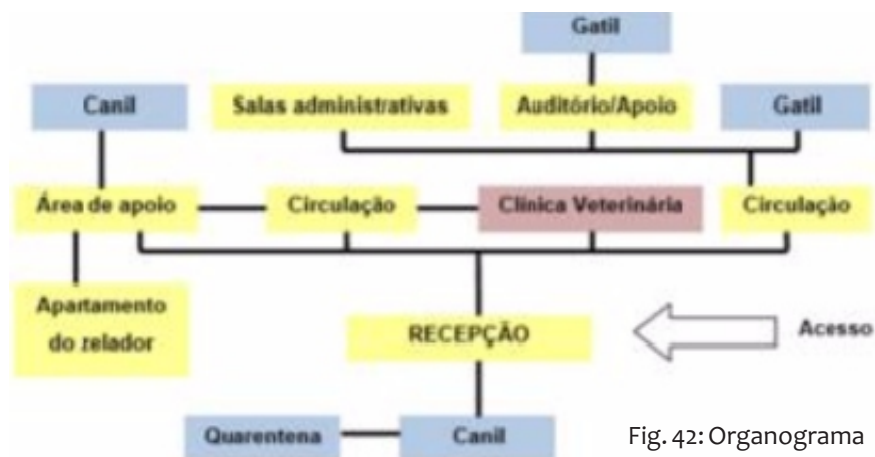 Gatil
Canil
Salas administrativas
Auditório/Apoio
Gatil
Área de apoio
Circulação
Clínica Veterinária
Circulação
Apartamento
do zelador
RECEPÇÃO
Acesso
Quarentena
Canil
Fig. 42: Organograma